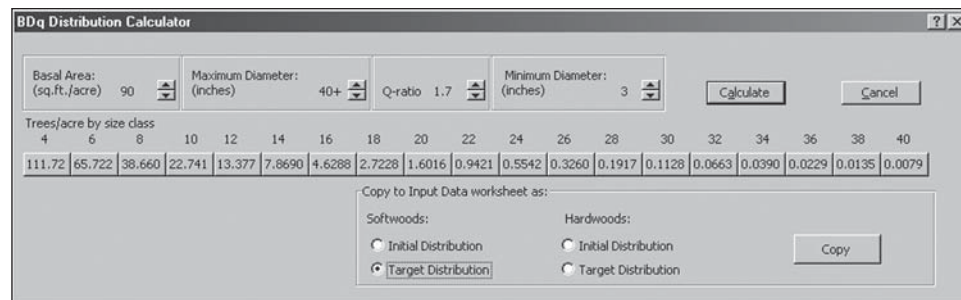 BDq Distribution Calculator
Basal Area: (sq.ft./acre) 90
Maximum Diameter: (inches) 40+
Q-ratio 1.7
Minimum Diameter: (inches) 3
Calculate
Cancel
Trees/acre by size class
4 6 8 10 12 14 16 18 20 22 24 26 28 30 32 34 36 38 40
111.72 65.722 38.660 22.741 13.377 7.8690 4.6288 2.7228 1.6016 0.9421 0.5542 0.3260 0.1917 0.1128 0.0663 0.0390 0.0229 0.0135 0.0079
Copy to Input Data worksheet as:
Softwoods: Hardwoods:
Initial Distribution Initial Distribution
Copy
Target Distribution Target Distribution